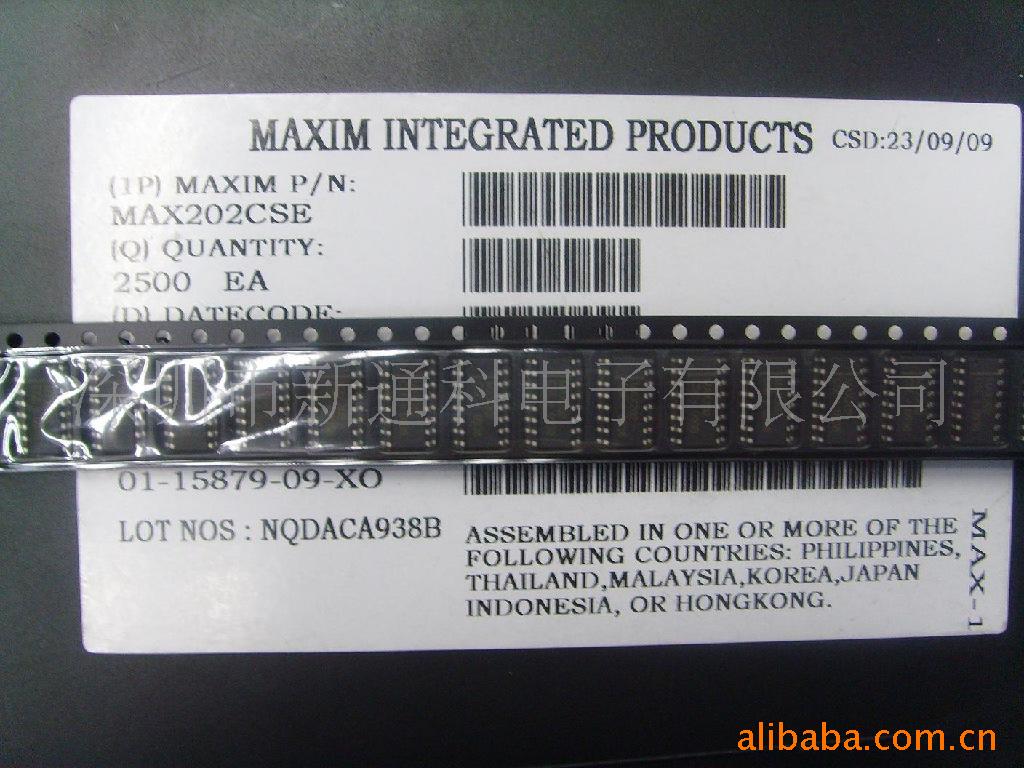 MAXIM INTEGRATED PRODUCTS CSD:23/09/09
(1P) MAXIM P/N:
MAX202CSE
(Q) QUANTITY:
2500 EA
(D) DATECODE:
深圳市新通科电子有限公司
01-15879-09-XO
LOT NOS : NQDACA938B
ASSEMBLED IN ONE OR MORE OF THE
FOLLOWING COUNTRIES: PHILIPPINES,
THAILAND,MALAYSIA,KOREA,JAPAN
INDONESIA, OR HONGKONG.
MAX-1
alibaba.com.cn